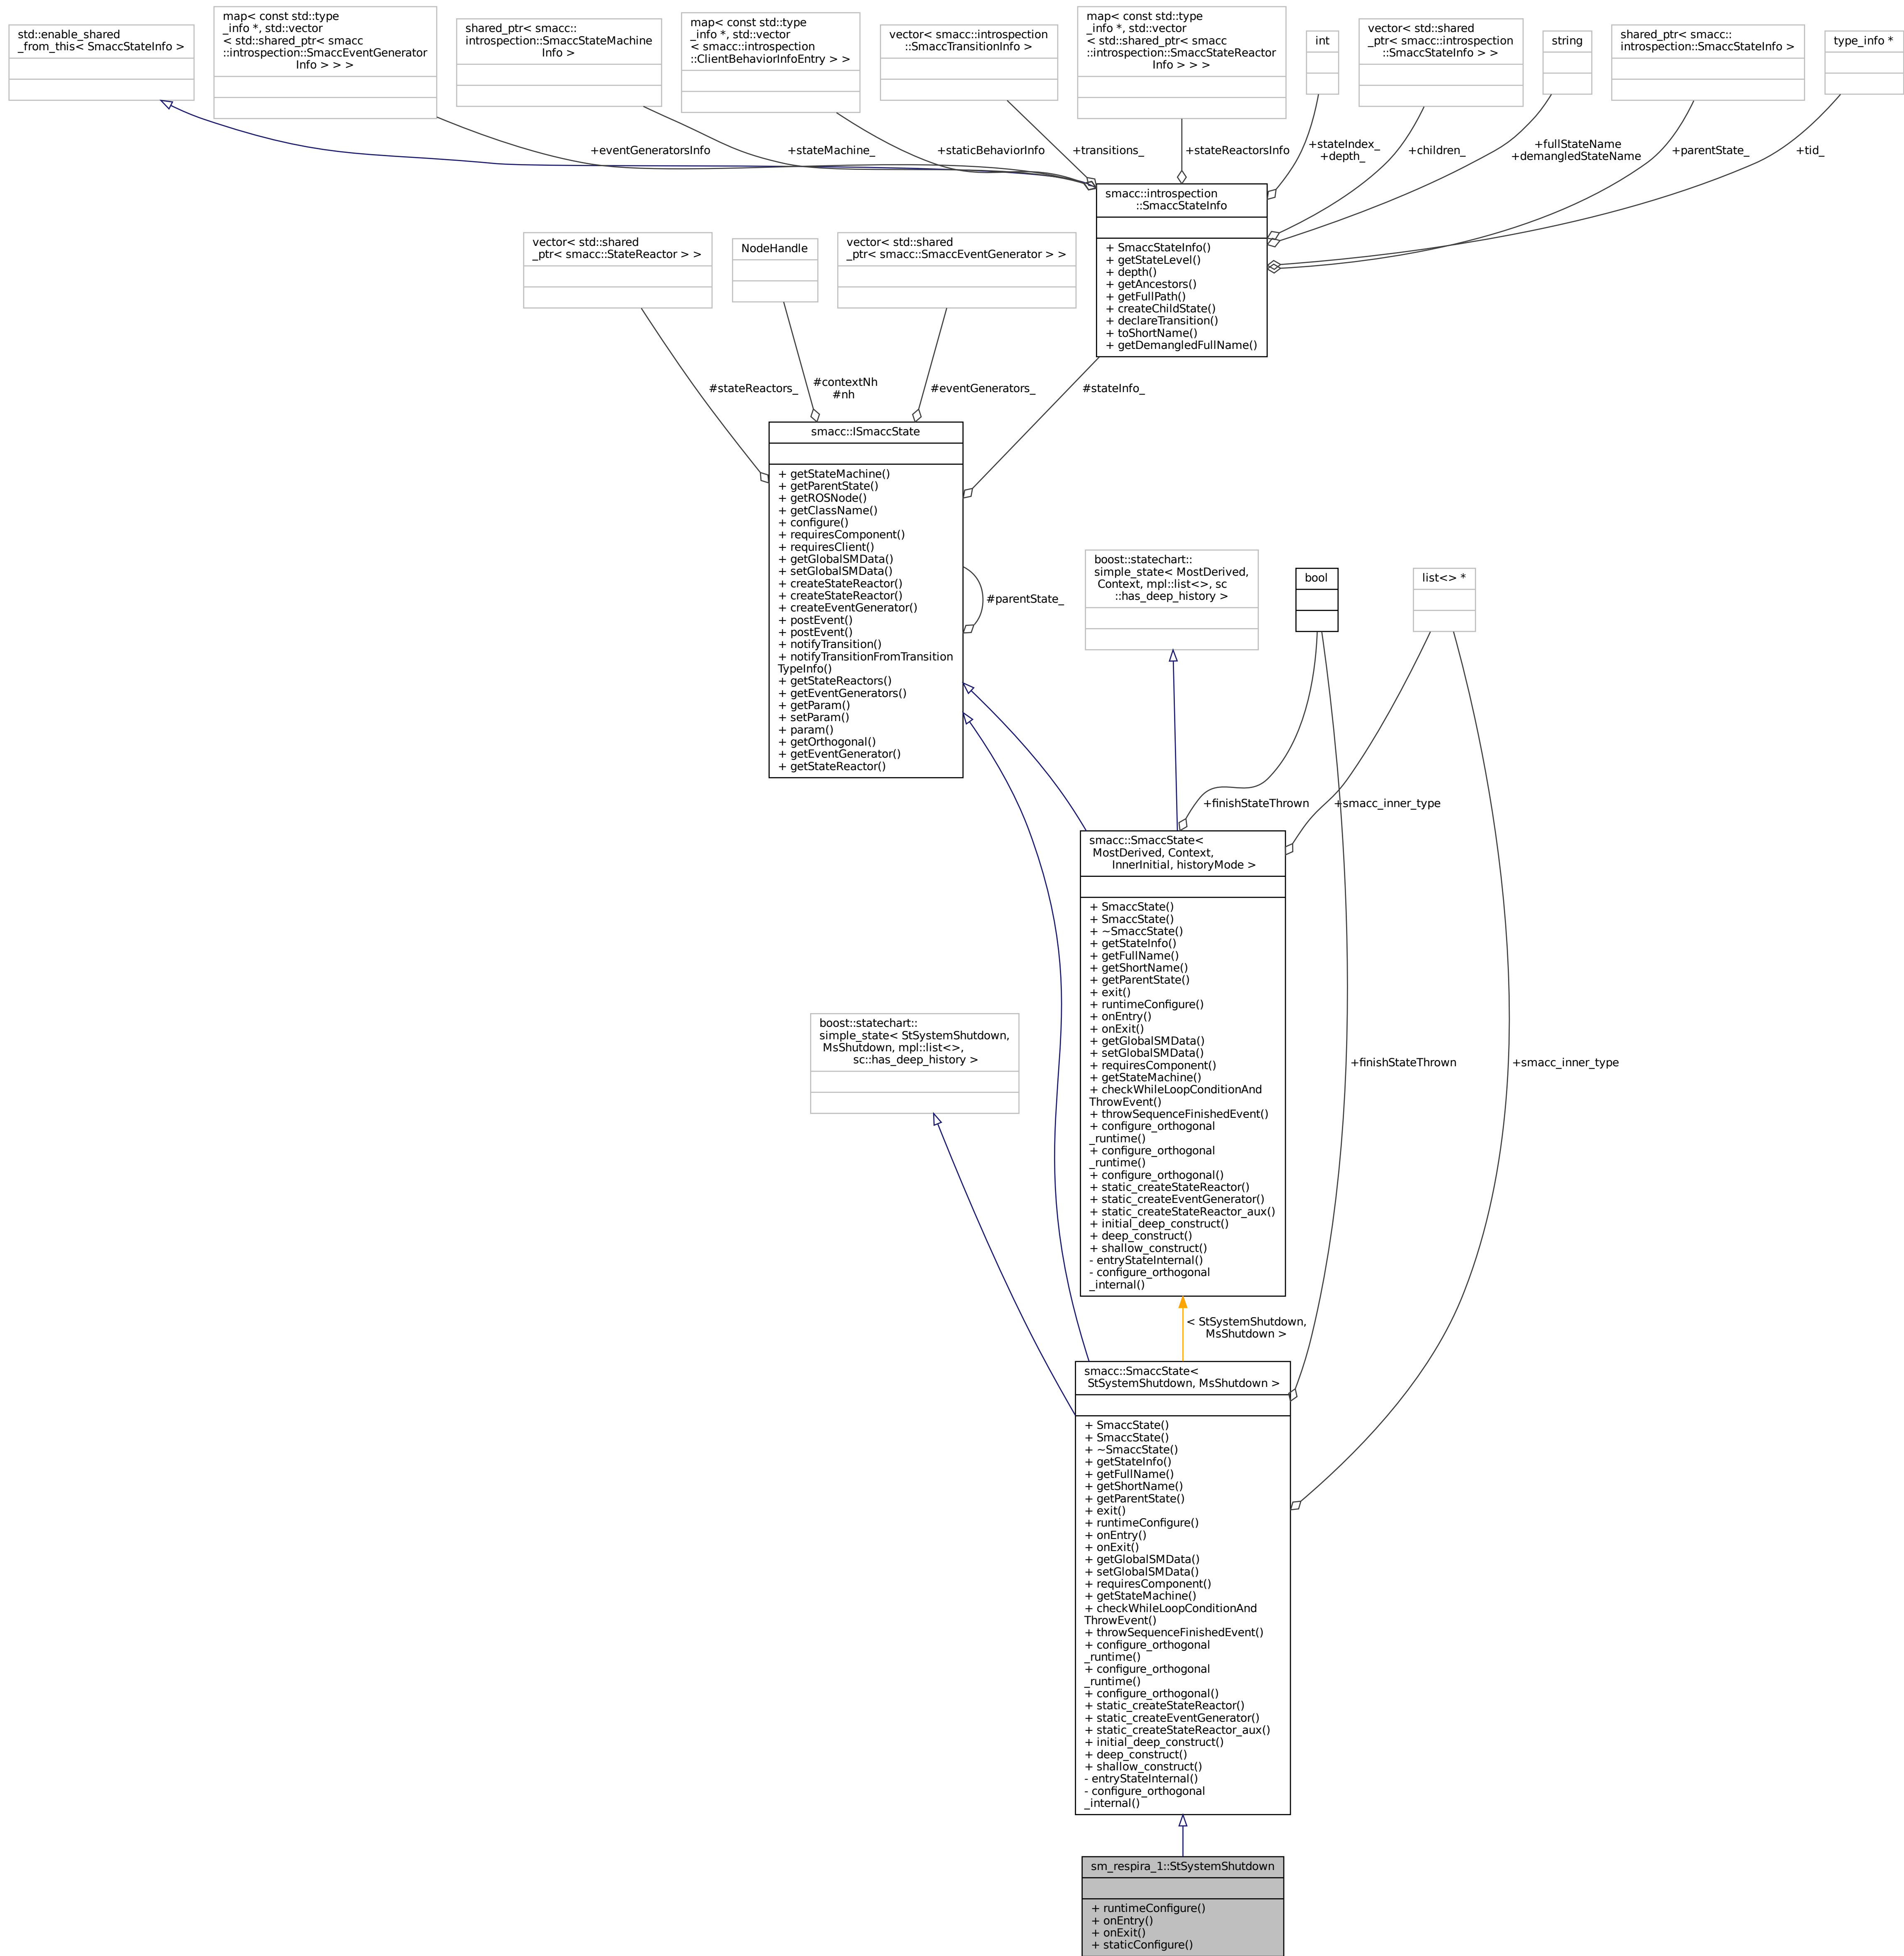 std::enable_shared
_from_this< SmaccStateInfo >
map< const std::type
_info *, std::vector
< std::shared_ptr< smacc
::introspection::SmaccEventGenerator
Info > > >
shared_ptr< smacc::
introspection::SmaccStateMachine
Info >
map< const std::type
_info *, std::vector
< smacc::introspection
::ClientBehaviorInfoEntry > >
vector< smacc::introspection
::SmaccTransitionInfo >
map< const std::type
_info *, std::vector
< std::shared_ptr< smacc
::introspection::SmaccStateReactor
Info > > >
int
vector< std::shared
_ptr< smacc::introspection
::SmaccStateInfo > >
string
shared_ptr< smacc::
introspection::SmaccStateInfo >
type_info *
+eventGeneratorsInfo
+stateMachine_
+staticBehaviorInfo
+transitions_
+stateReactorsInfo
+stateIndex_
+depth_
+children_
+fullStateName
+demangledStateName
+parentState_
+tid_
smacc::introspection
::SmaccStateInfo
+ SmaccStateInfo()
+ getStateLevel()
+ depth()
+ getAncestors()
+ getFullPath()
+ createChildState()
+ declareTransition()
+ toShortName()
+ getDemangledFullName()
vector< std::shared
_ptr< smacc::StateReactor > >
NodeHandle
vector< std::shared
_ptr< smacc::SmaccEventGenerator > >
#stateReactors_
#contextNh
#nh
#eventGenerators_
#stateInfo_
smacc::ISmaccState
+ getStateMachine()
+ getParentState()
+ getROSNode()
+ getClassName()
+ configure()
+ requiresComponent()
+ requiresClient()
+ getGlobalSMData()
+ setGlobalSMData()
+ createStateReactor()
+ createStateReactor()
+ createEventGenerator()
+ postEvent()
+ postEvent()
+ notifyTransition()
+ notifyTransitionFromTransition
TypeInfo()
+ getStateReactors()
+ getEventGenerators()
+ getParam()
+ setParam()
+ param()
+ getOrthogonal()
+ getEventGenerator()
+ getStateReactor()
#parentState_
boost::statechart::
simple_state< MostDerived,
Context, mpl::list<>, sc
::has_deep_history >
bool
list<> *
+finishStateThrown
+smacc_inner_type
smacc::SmaccState<
MostDerived, Context,
InnerInitial, historyMode >
+ SmaccState()
+ SmaccState()
+ ~SmaccState()
+ getStateInfo()
+ getFullName()
+ getShortName()
+ getParentState()
+ exit()
+ runtimeConfigure()
+ onEntry()
+ onExit()
+ getGlobalSMData()
+ setGlobalSMData()
+ requiresComponent()
+ getStateMachine()
+ checkWhileLoopConditionAnd
ThrowEvent()
+ throwSequenceFinishedEvent()
+ configure_orthogonal
_runtime()
+ configure_orthogonal
_runtime()
+ configure_orthogonal()
+ static_createStateReactor()
+ static_createEventGenerator()
+ static_createStateReactor_aux()
+ initial_deep_construct()
+ deep_construct()
+ shallow_construct()
- entryStateInternal()
- configure_orthogonal
_internal()
boost::statechart::
simple_state< StSystemShutdown,
MsShutdown, mpl::list<>,
sc::has_deep_history >
+finishStateThrown
+smacc_inner_type
< StSystemShutdown,
MsShutdown >
smacc::SmaccState<
StSystemShutdown, MsShutdown >
+ SmaccState()
+ SmaccState()
+ ~SmaccState()
+ getStateInfo()
+ getFullName()
+ getShortName()
+ getParentState()
+ exit()
+ runtimeConfigure()
+ onEntry()
+ onExit()
+ getGlobalSMData()
+ setGlobalSMData()
+ requiresComponent()
+ getStateMachine()
+ checkWhileLoopConditionAnd
ThrowEvent()
+ throwSequenceFinishedEvent()
+ configure_orthogonal
_runtime()
+ configure_orthogonal
_runtime()
+ configure_orthogonal()
+ static_createStateReactor()
+ static_createEventGenerator()
+ static_createStateReactor_aux()
+ initial_deep_construct()
+ deep_construct()
+ shallow_construct()
- entryStateInternal()
- configure_orthogonal
_internal()
sm_respira_1::StSystemShutdown
+ runtimeConfigure()
+ onEntry()
+ onExit()
+ staticConfigure()